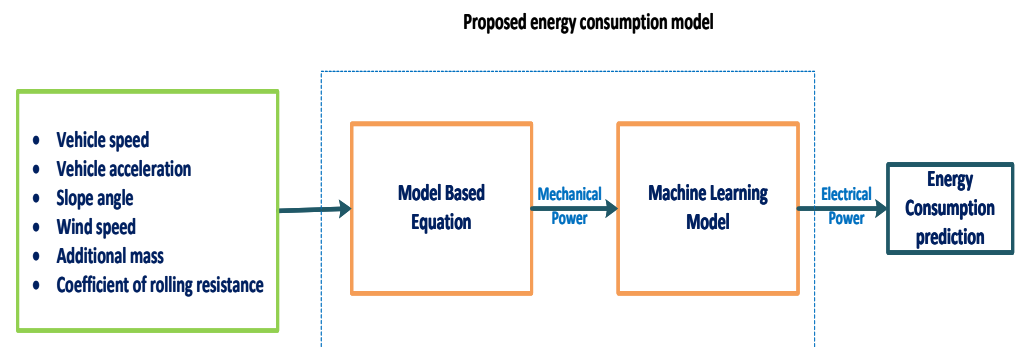 Proposed energy consumption model
• Vehicle speed
• Vehicle acceleration
• Slope angle
• Wind speed
• Additional mass
• Coefficient of rolling resistance
Model Based
Equation
Mechanical
Power
Machine Learning
Model
Electrical
Power
Energy
Consumption
prediction